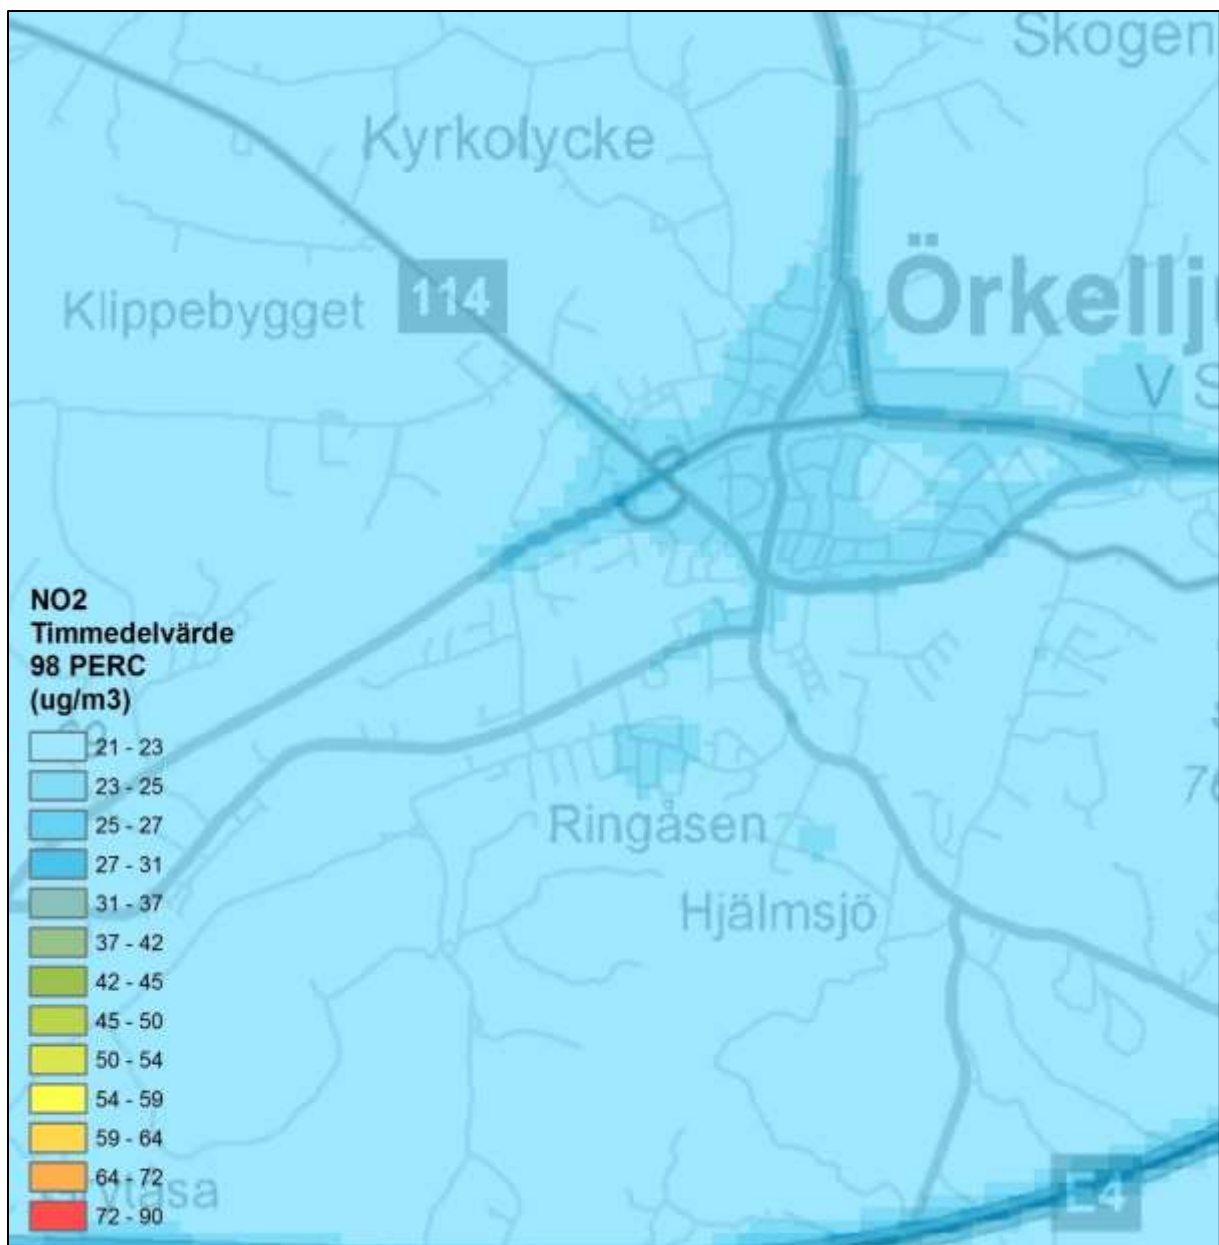 Skogen
Kyrkolycke
Örkellj
Klippebygget
114
V S
NO2
Timmedelvärde
98 PERC
(ug/m3)
21 - 23
23 - 25
25 - 27
27 - 31
31 - 37
37 - 42
42 - 45
45 - 50
50 - 54
54 - 59
59 - 64
64 - 72
72 - 90
Ringåsen
Hjälmsjö
E4